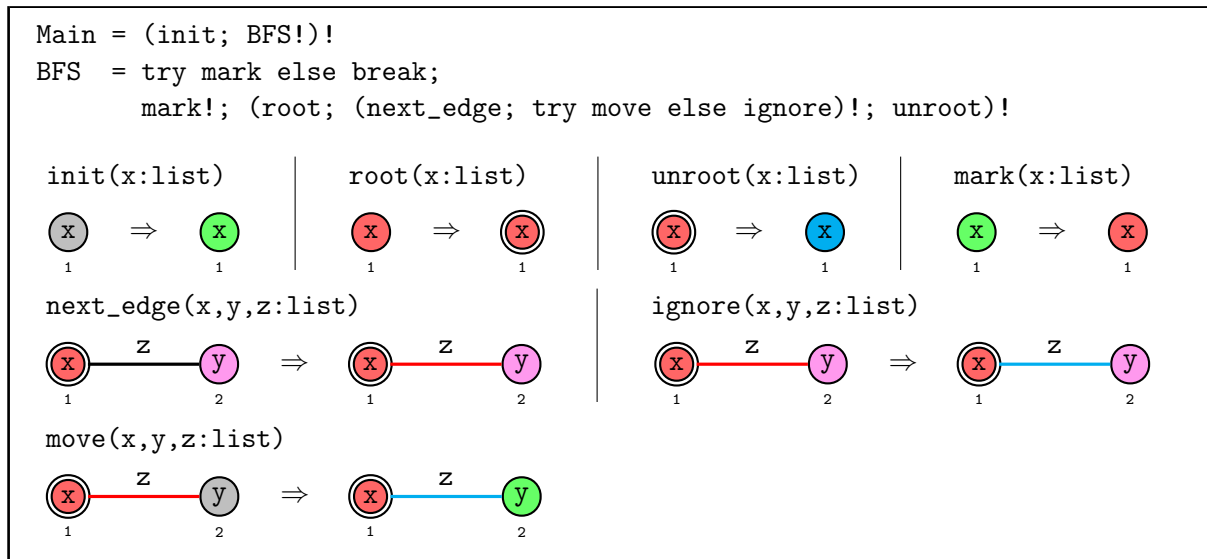 Main = (init; BFS!)!
BFS = try mark else break;
mark!; (root; (next_edge; try move else ignore)!; unroot)!
init(x:list) root(x:list) unroot(x:list) mark(x:list)
x ⇒ x x ⇒ x x ⇒ x x ⇒ x
1 1 1 1 1 1 1 1
next_edge(x,y,z:list) ignore(x,y,z:list)
x z y ⇒ x z y x z y ⇒ x z y
1 2 1 2 1 2 1 2
move(x,y,z:list)
x z y ⇒ x z y
1 2 1 2